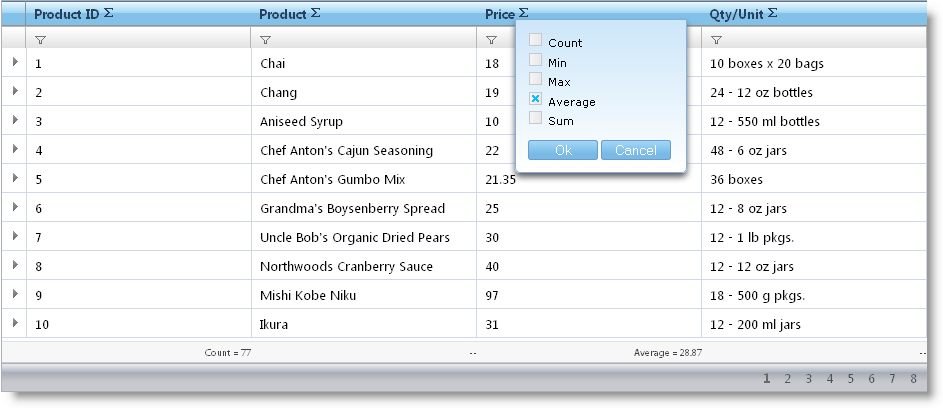 Product ID Σ Product Σ Price Σ Qty/Unit Σ
Count
Min
Max
Average
Sum
Ok Cancel
1 Chai 18 10 boxes x 20 bags
2 Chang 19 24 - 12 oz bottles
3 Aniseed Syrup 10 12 - 550 ml bottles
4 Chef Anton's Cajun Seasoning 22 48 - 6 oz jars
5 Chef Anton's Gumbo Mix 21.35 36 boxes
6 Grandma's Boysenberry Spread 25 12 - 8 oz jars
7 Uncle Bob's Organic Dried Pears 30 12 - 1 lb pkgs.
8 Northwoods Cranberry Sauce 40 12 - 12 oz jars
9 Mishi Kobe Niku 97 18 - 500 g pkgs.
10 Ikura 31 12 - 200 ml jars
Count = 77 -- Average = 28.87 --
1 2 3 4 5 6 7 8